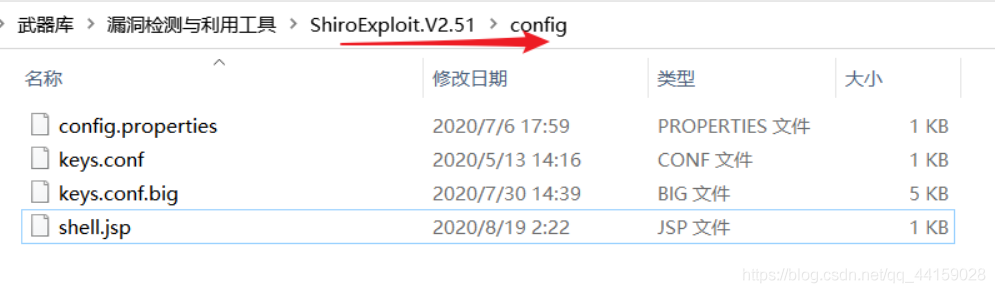 武器库 > 漏洞检测与利用工具 > ShiroExploit.V2.51 > config
名称 修改日期 类型 大小
config.properties 2020/7/6 17:59 PROPERTIES 文件 1 KB
keys.conf 2020/5/13 14:16 CONF 文件 1 KB
keys.conf.big 2020/7/30 14:39 BIG 文件 5 KB
shell.jsp 2020/8/19 2:22 JSP 文件 1 KB
https://blog.csdn.net/qq_44159028